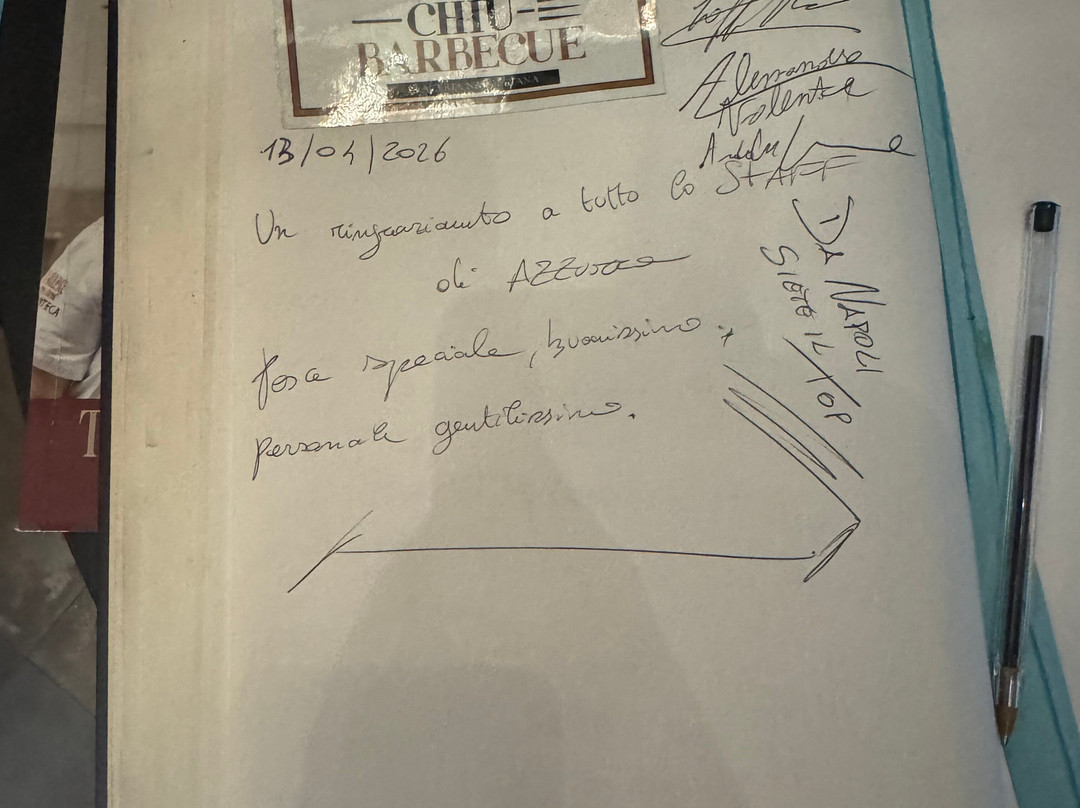 CHIU
BARBECUE
Alessandro
Valente
13/04/2026
Un ringraziamento a tutto lo STAFF
di AZZurra
speciale, buonissimo.
personale gentilissimo.
DA NAPOLI
SIETE IL TOP
TECA
T